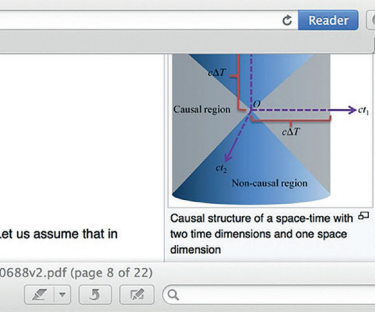 Reader
cΔT
O
Causal region
ct₁
cΔT
ct₂
Non-causal region
Let us assume that in
Causal structure of a space-time with
two time dimensions and one space
dimension
0688v2.pdf (page 8 of 22)